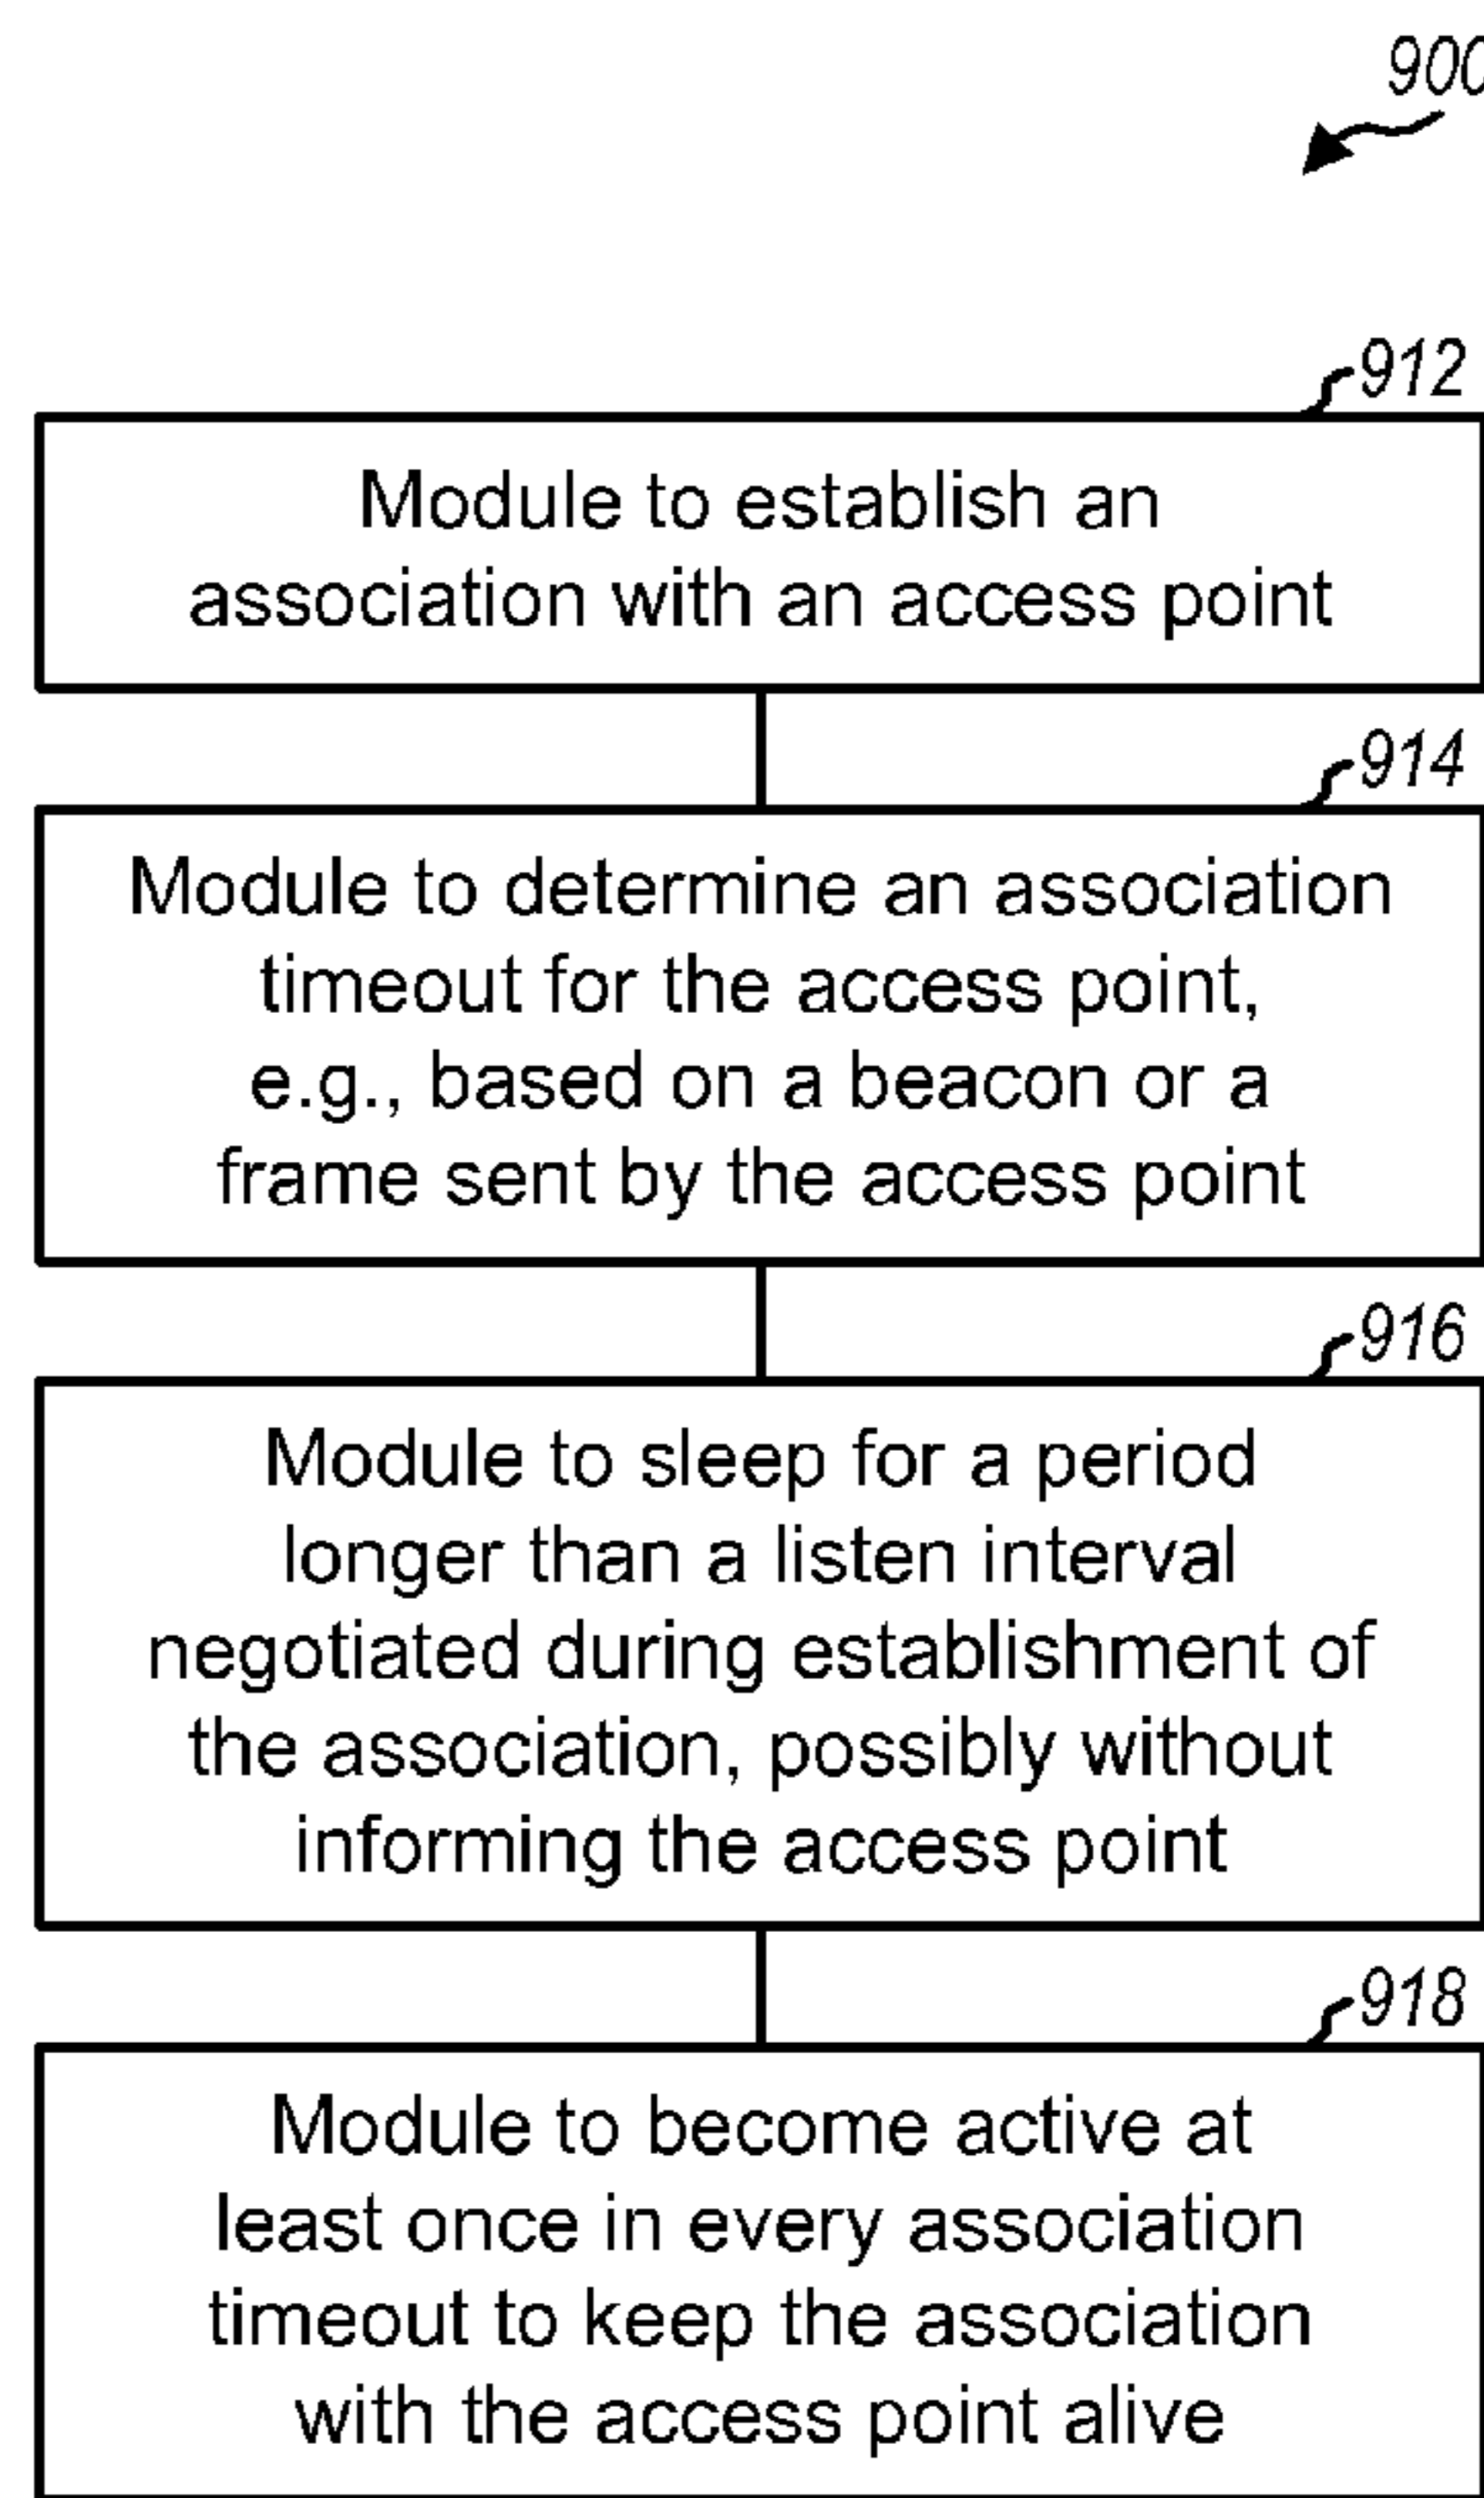 900
912
Module to establish an
association with an access point
914
Module to determine an association
timeout for the access point,
e.g., based on a beacon or a
frame sent by the access point
916
Module to sleep for a period
longer than a listen interval
negotiated during establishment of
the association, possibly without
informing the access point
918
Module to become active at
least once in every association
timeout to keep the association
with the access point alive